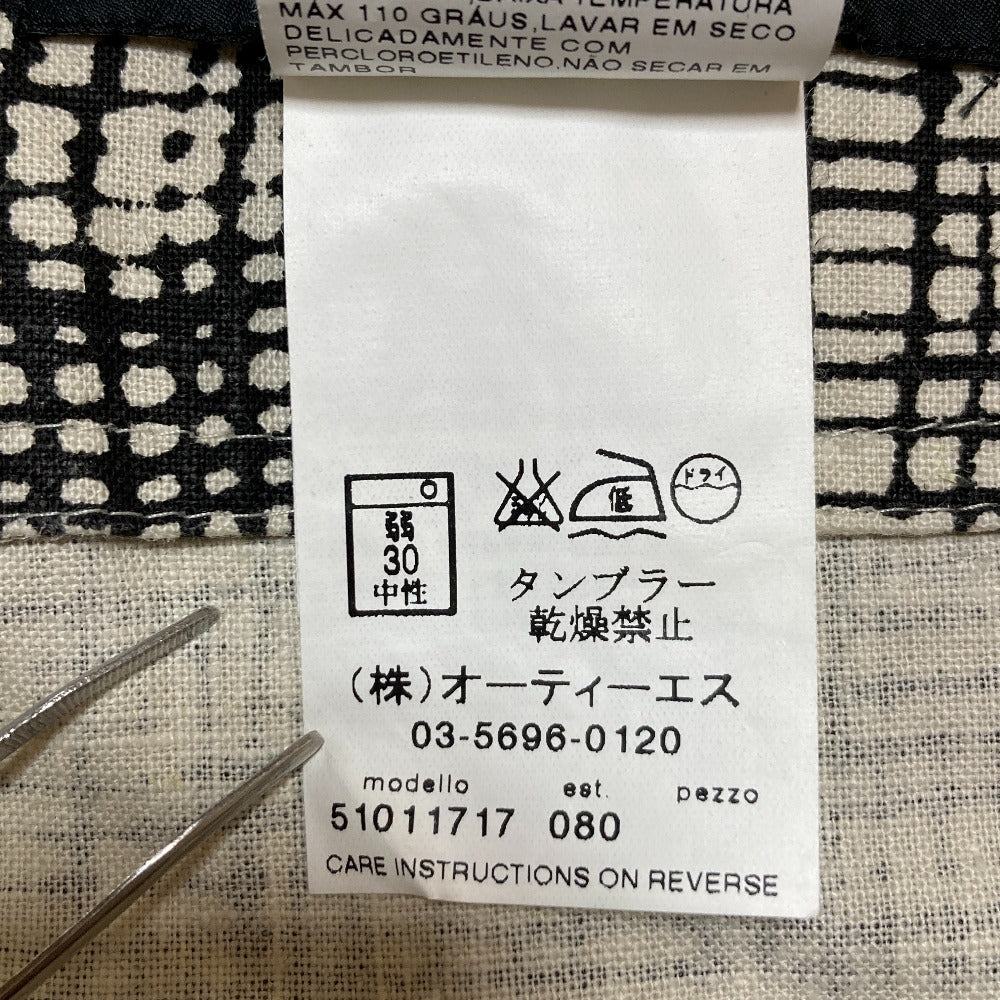 ,BAIXA TEMPERATURA
MÁX 110 GRÁUS,LAVAR EM SECO
DELICADAMENTE COM
PERCLOROETILENO.NÃO SECAR EM
TAMBOR
弱
30
中性
低
ドライ
タンブラー
乾燥禁止
(株)オーティーエス
03-5696-0120
modello est. pezzo
51011717 080
CARE INSTRUCTIONS ON REVERSE